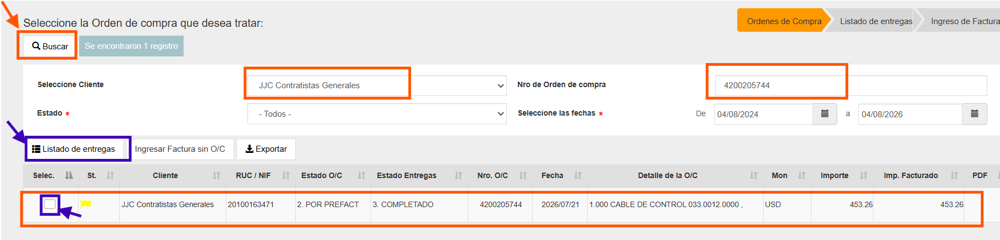 Seleccione la Orden de compra que desea tratar:
Ordenes de Compra
Listado de entregas
Ingreso de Factura
Buscar
Se encontraron 1 registro
Seleccione Cliente
JJC Contratistas Generales
Nro de Orden de compra
4200205744
Estado *
- Todos -
Seleccione las fechas *
De
04/08/2024
a
04/08/2026
Listado de entregas
Ingresar Factura sin O/C
Exportar
Selec. St. Cliente RUC / NIF Estado O/C Estado Entregas Nro. O/C Fecha Detalle de la O/C Mon Importe Imp. Facturado PDF
JJC Contratistas Generales 20100163471 2. POR PREFACT 3. COMPLETADO 4200205744 2026/07/21 1.000 CABLE DE CONTROL 033.0012.0000 , USD 453.26 453.26